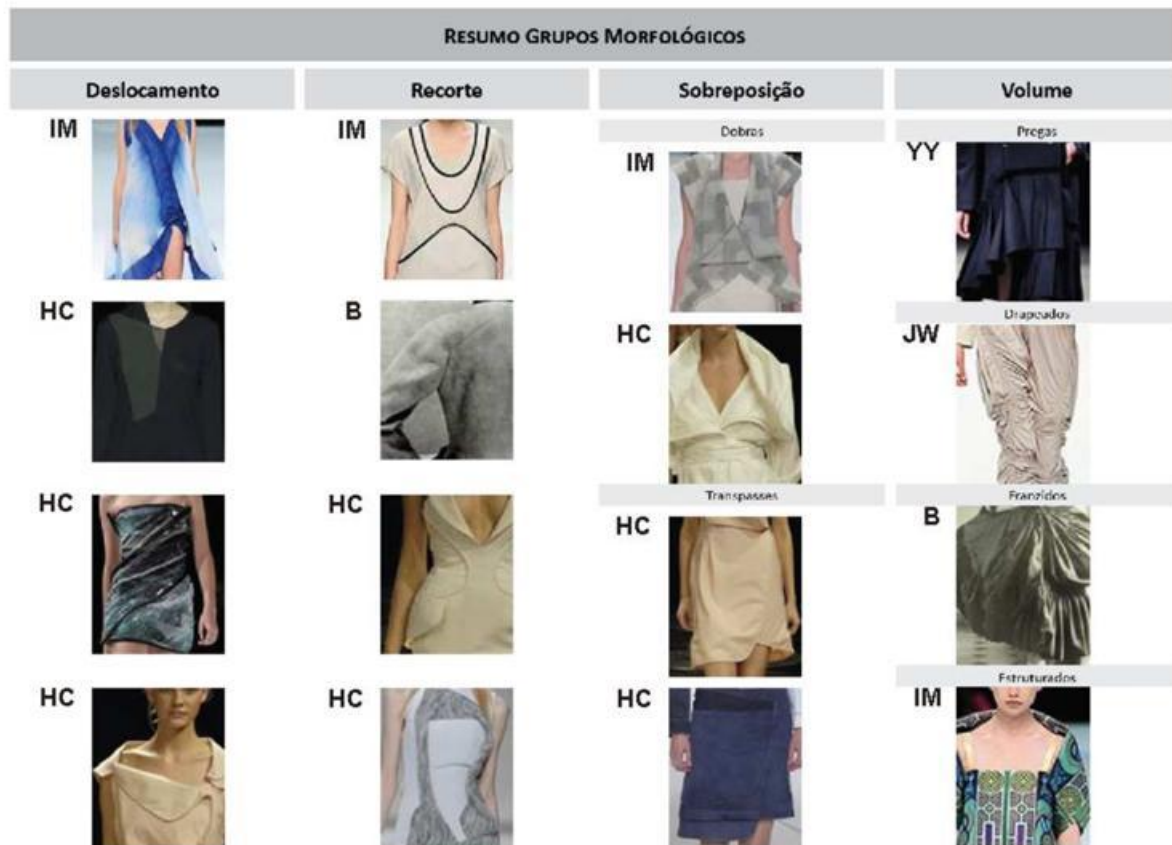 RESUMO GRUPOS MORFOLÓGICOS
Deslocamento
Recorte
Sobreposição
Volume
IM
HC
HC
HC
IM
B
HC
HC
Dobras
IM
HC
Transpasses
HC
HC
Pregas
YY
Drapeados
JW
Franzidos
B
Estruturados
IM